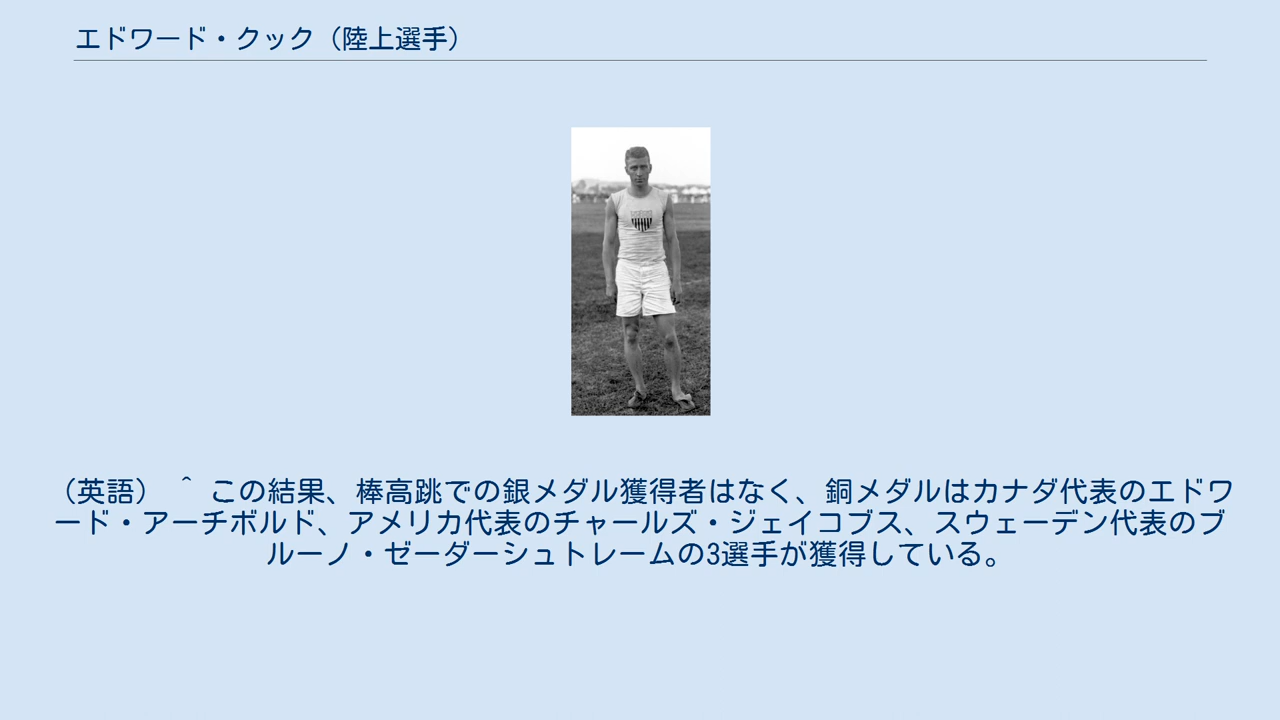 エドワード・クック（陸上選手）
（英語） ＾ この結果、棒高跳での銀メダル獲得者はなく、銅メダルはカナダ代表のエドワ
ード・アーチボルド、アメリカ代表のチャールズ・ジェイコブス、スウェーデン代表のブ
ルーノ・ゼーダーシュトレームの3選手が獲得している。